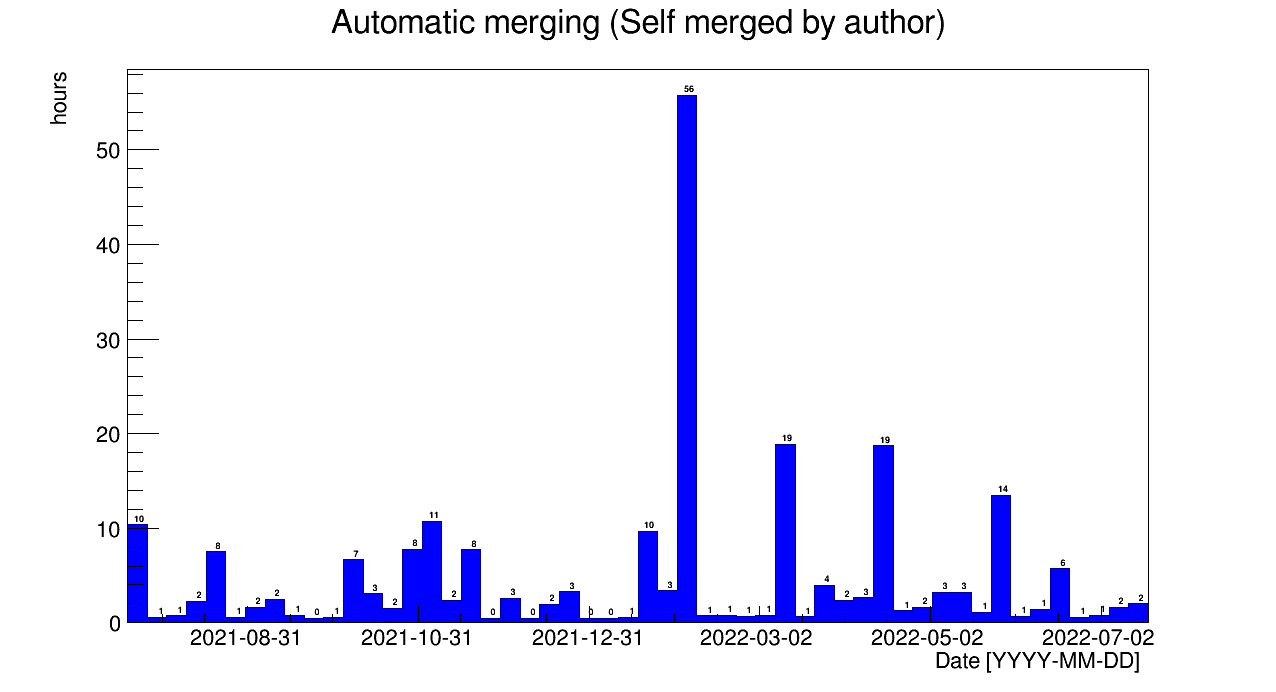 Automatic merging (Self merged by author)
hours
56
50
40
30
20
10
0
10 1 1 2 8 1 2 2 1 0 1 7 3 2 8 11 2 8 0 3 0 2 3 0 0 1 10 3 1 1 1 1 19 1 4 2 3 19 1 2 3 3 1 14 1 1 6 1 1 2 2
2021-08-31 2021-10-31 2021-12-31 2022-03-02 2022-05-02 2022-07-02
Date [YYYY-MM-DD]